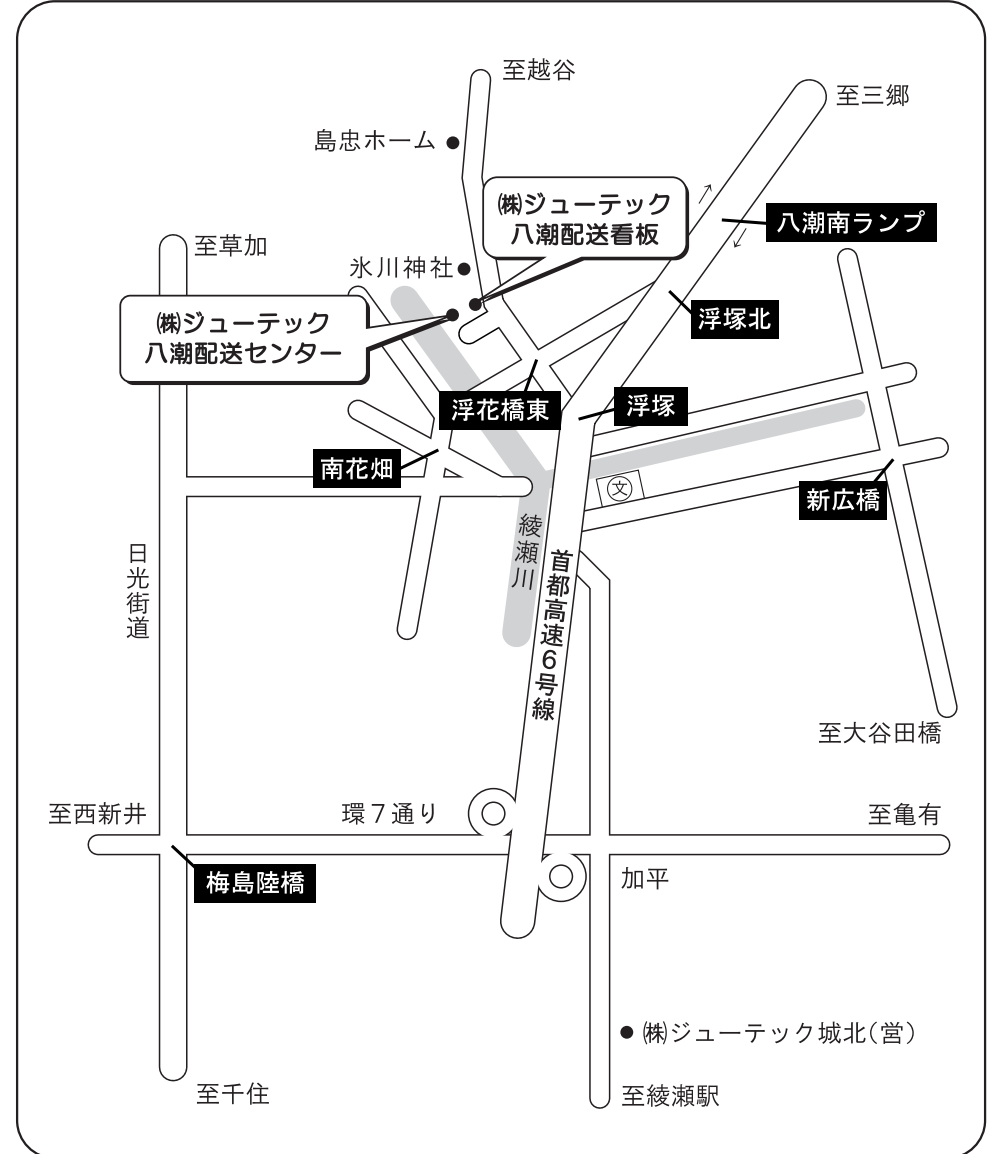 至越谷
至三郷
島忠ホーム
㈱ジューテック
八潮配送看板
八潮南ランプ
至草加
氷川神社
㈱ジューテック
八潮配送センター
浮塚北
浮花橋東
浮塚
南花畑
文
新広橋
綾瀬川
日光街道
首都高速6号線
至大谷田橋
至西新井
環7通り
至亀有
梅島陸橋
加平
㈱ジューテック城北(営)
至千住
至綾瀬駅